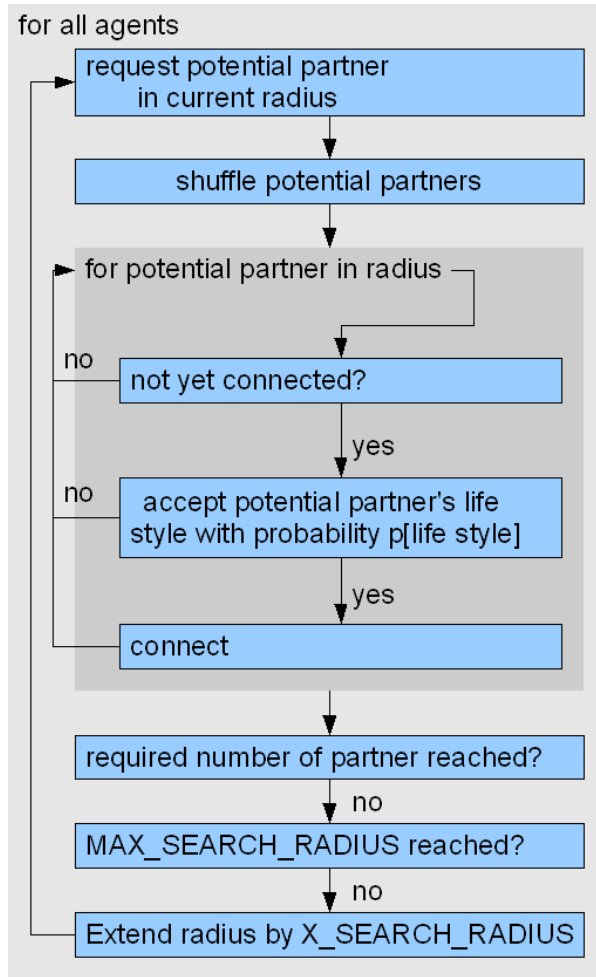 for all agents
request potential partner
in current radius
shuffle potential partners
for potential partner in radius
no
not yet connected?
yes
no
accept potential partner's life
style with probability p[life style]
yes
connect
required number of partner reached?
no
MAX_SEARCH_RADIUS reached?
no
Extend radius by X_SEARCH_RADIUS